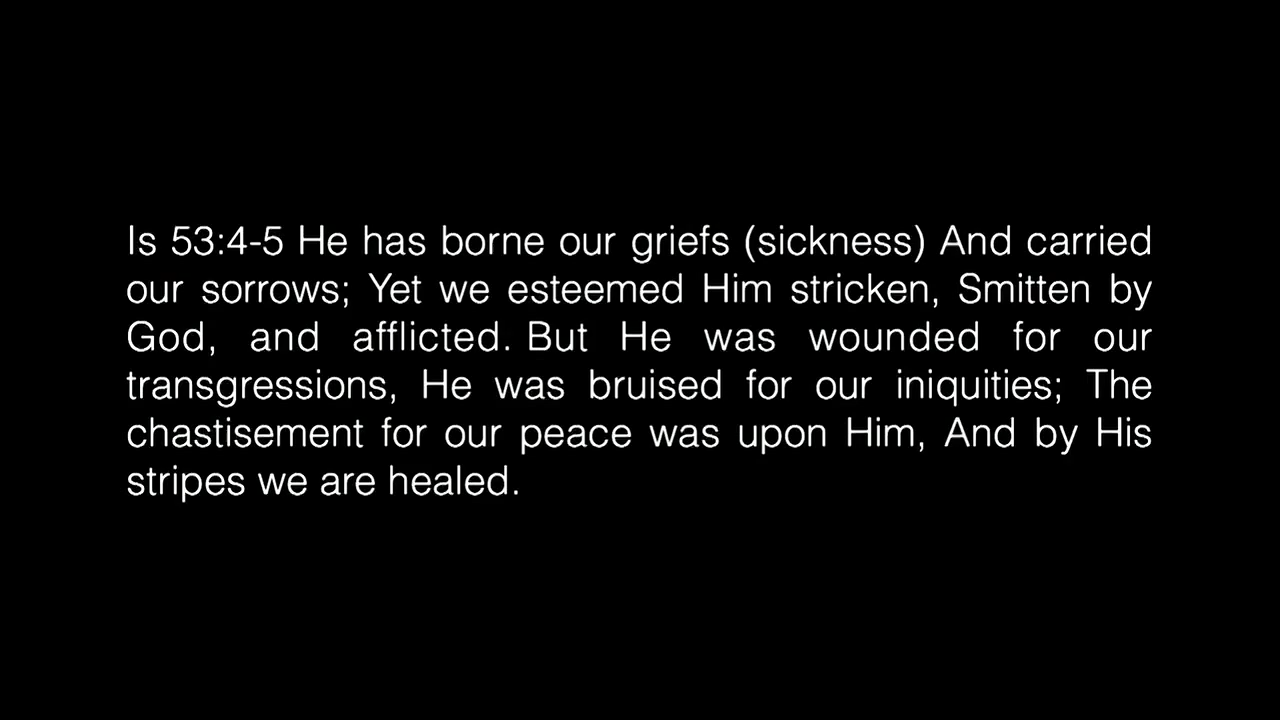 Is 53:4-5 He has borne our griefs (sickness) And carried
our sorrows; Yet we esteemed Him stricken, Smitten by
God, and afflicted. But He was wounded for our
transgressions, He was bruised for our iniquities; The
chastisement for our peace was upon Him, And by His
stripes we are healed.